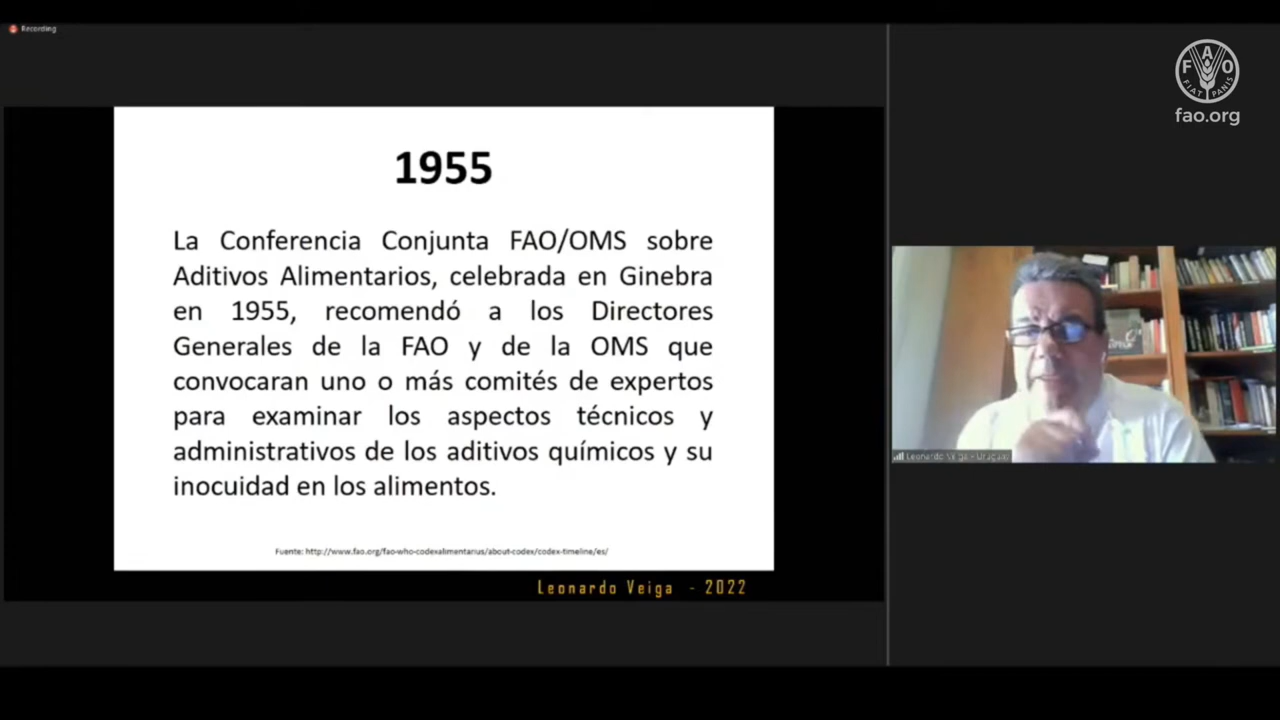 Recording
FAO
FIAT PANIS
fao.org
1955
La Conferencia Conjunta FAO/OMS sobre
Aditivos Alimentarios, celebrada en Ginebra
en 1955, recomendó a los Directores
Generales de la FAO y de la OMS que
convocaran uno o más comités de expertos
para examinar los aspectos técnicos y
administrativos de los aditivos químicos y su
inocuidad en los alimentos.
Fuente: http://www.fao.org/fao-who-codexalimentarius/about-codex/codex-timeline/es/
Leonardo Veiga - 2022
Leonardo Veiga - Uruguay